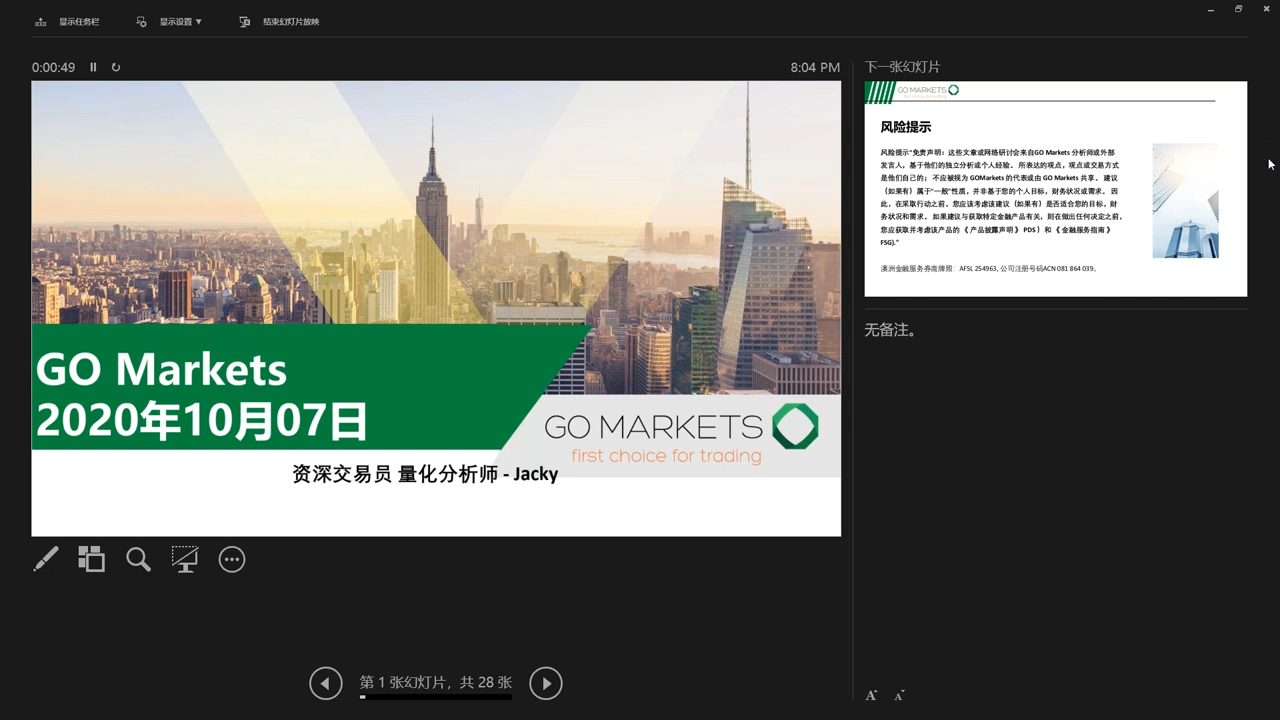 显示任务栏
显示设置 ▼
结束幻灯片放映
0:00:49
8:04 PM
GO Markets
2020年10月07日
GO MARKETS
first choice for trading
资深交易员 量化分析师 - Jacky
第 1 张幻灯片，共 28 张
下一张幻灯片
GO MARKETS
风险提示
风险提示"免责声明：这些文章或网络研讨会来自GO Markets 分析师或外部
发言人，基于他们的独立分析或个人经验。 所表达的观点，观点或交易方式
是他们自己的； 不应被视为 GOMarkets 的代表或由 GO Markets 共享。 建议
（如果有）属于"一般"性质，并非基于您的个人目标，财务状况或需求。 因
此，在采取行动之前，您应该考虑该建议（如果有）是否适合您的目标，财
务状况和需求。 如果建议与获取特定金融产品有关，则在做出任何决定之前，
您应获取并考虑该产品的《 产品披露声明 》 PDS ）和 《 金融服务指南 》
FSG)."
澳洲金融服务券商牌照：AFSL 254963, 公司注册号码ACN 081 864 039。
无备注。